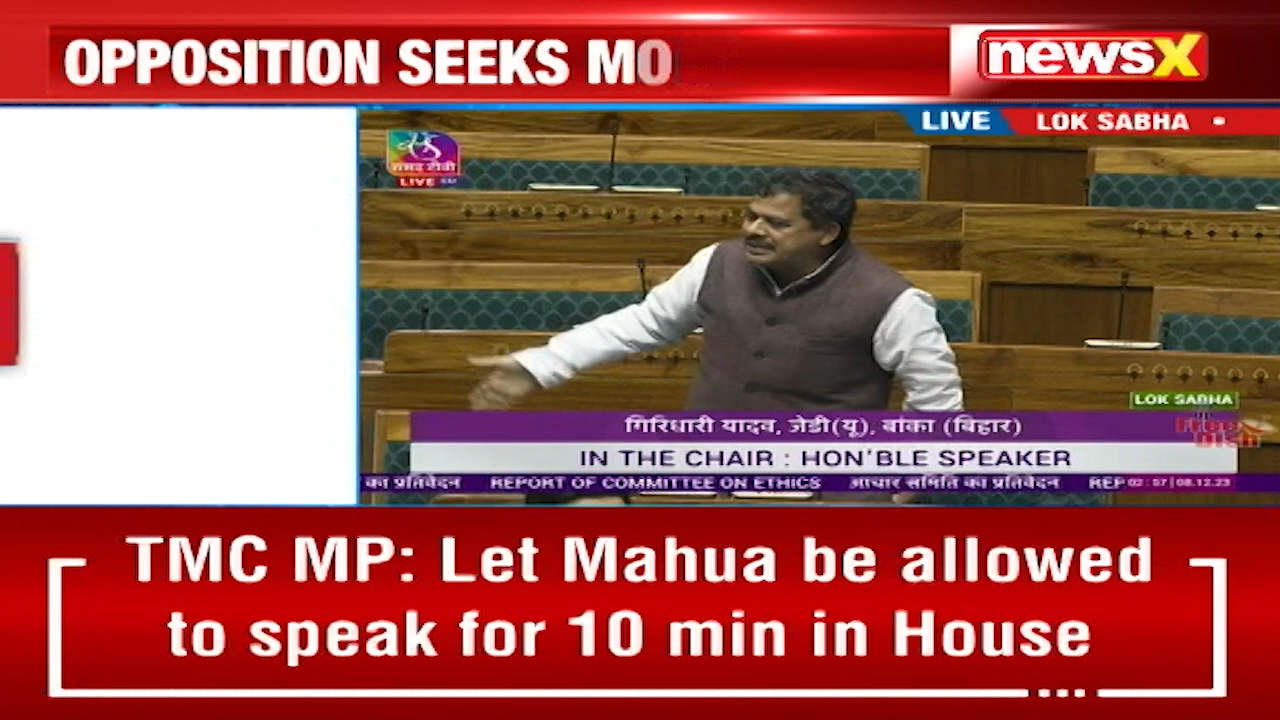 OPPOSITION SEEKS MO
newsX
LIVE
LOK SABHA
संसद टीवी
LIVE
LOK SABHA
गिरिधारी यादव, जेडी(यू), बांका (बिहार)
IN THE CHAIR : HON'BLE SPEAKER
का प्रतिवेदन REPORT OF COMMITTEE ON ETHICS आचार समिति का प्रतिवेदन REP
02:57 | 08.12.23
TMC MP: Let Mahua be allowed
to speak for 10 min in House